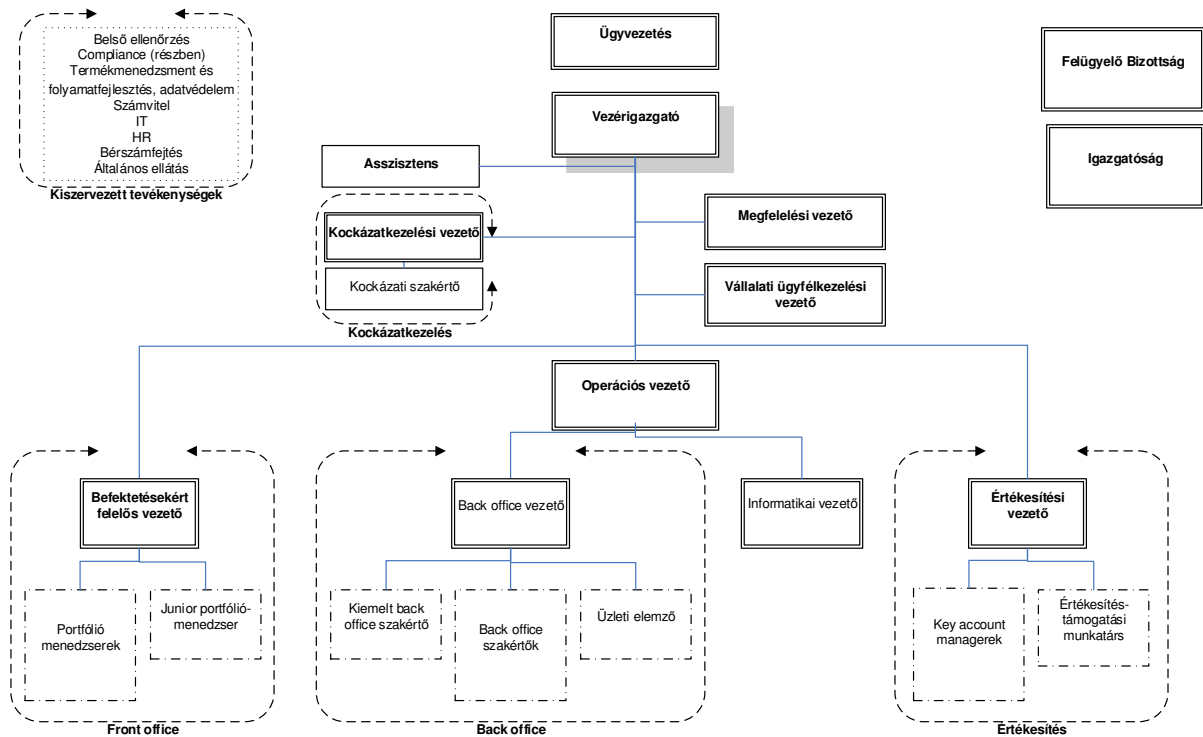 Belső ellenőrzés
Compliance (részben)
Termékmenedzsment és
folyamatfejlesztés, adatvédelem
Számvitel
IT
HR
Bérszámfejtés
Általános ellátás
Kiszervezett tevékenységek
Ügyvezetés
Felügyelő Bizottság
Vezérigazgató
Igazgatóság
Asszisztens
Kockázatkezelési vezető
Kockázati szakértő
Kockázatkezelés
Megfelelési vezető
Vállalati ügyfélkezelési
vezető
Operációs vezető
Befektetésekért
felelős vezető
Portfólió
menedzserek
Junior portfólió-
menedzser
Front office
Back office vezető
Kiemelt back
office szakértő
Back office
szakértők
Üzleti elemző
Back office
Informatikai vezető
Értékesítési
vezető
Key account
managerek
Értékesítés-
támogatási
munkatárs
Értékesítés